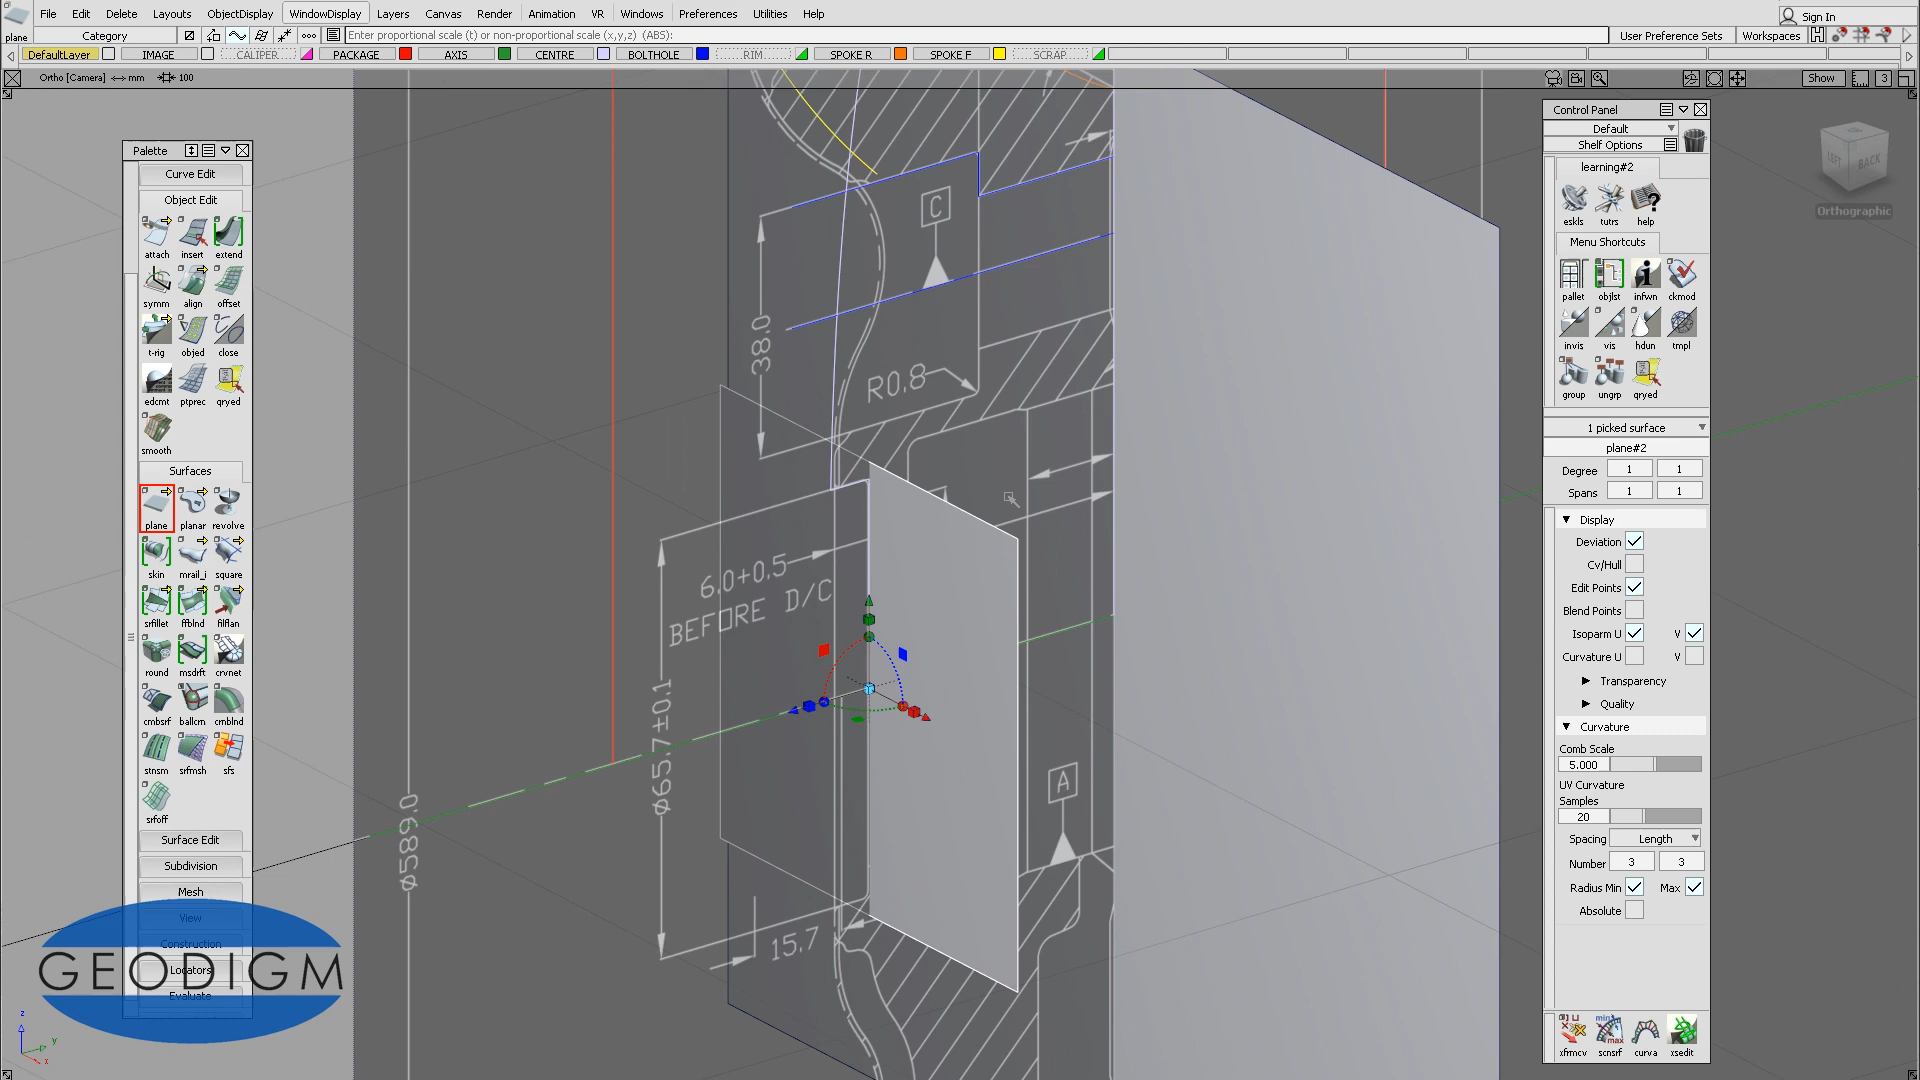 File Edit Delete Layouts ObjectDisplay WindowDisplay Layers Canvas Render Animation VR Windows Preferences Utilities Help
Sign In
plane
Category
Enter proportional scale (t) or non-proportional scale (x,y,z) (ABS):
User Preference Sets
Workspaces
DefaultLayer IMAGE CALIPER PACKAGE AXIS CENTRE BOLTHOLE RIM SPOKE R SPOKE F SCRAP
Ortho [Camera] mm 100
Show
3
Palette
Curve Edit
Object Edit
attach insert extend
symm align offset
t-rig objed close
edcmt ptprec qryed
smooth
Surfaces
plane planar revolve
skin mrail_i square
srfillet ffblnd filflan
round msdrft crvnet
cmbsrf ballcrn cmblnd
stnsm srfmsh sfs
srfoff
Surface Edit
Subdivision
Mesh
View
Construction
Locators
Evaluate
GEODIGM
z
y
x
C
38.0
R0.8
6.0+0.5
BEFORE D/C
Ø65.7±0.1
Ø589.0
A
15.7
LEFT BACK
Orthographic
Control Panel
Default
Shelf Options
learning#2
eskls tutrs help
Menu Shortcuts
pallet objlst infwn ckmod
invis vis hdun tmpl
group ungrp qryed
1 picked surface
plane#2
Degree 1 1
Spans 1 1
Display
Deviation
Cv/Hull
Edit Points
Blend Points
Isoparm U V
Curvature U V
Transparency
Quality
Curvature
Comb Scale
5.000
UV Curvature
Samples
20
Spacing Length
Number 3 3
Radius Min Max
Absolute
min
max
xfrmcv scnsrf curva xsedit